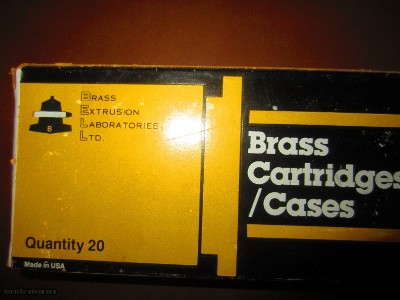 BRASS
EXTRUSION
LABORATORIES
LTD.
B
Brass
Cartridges
/Cases
Quantity 20
Made in USA